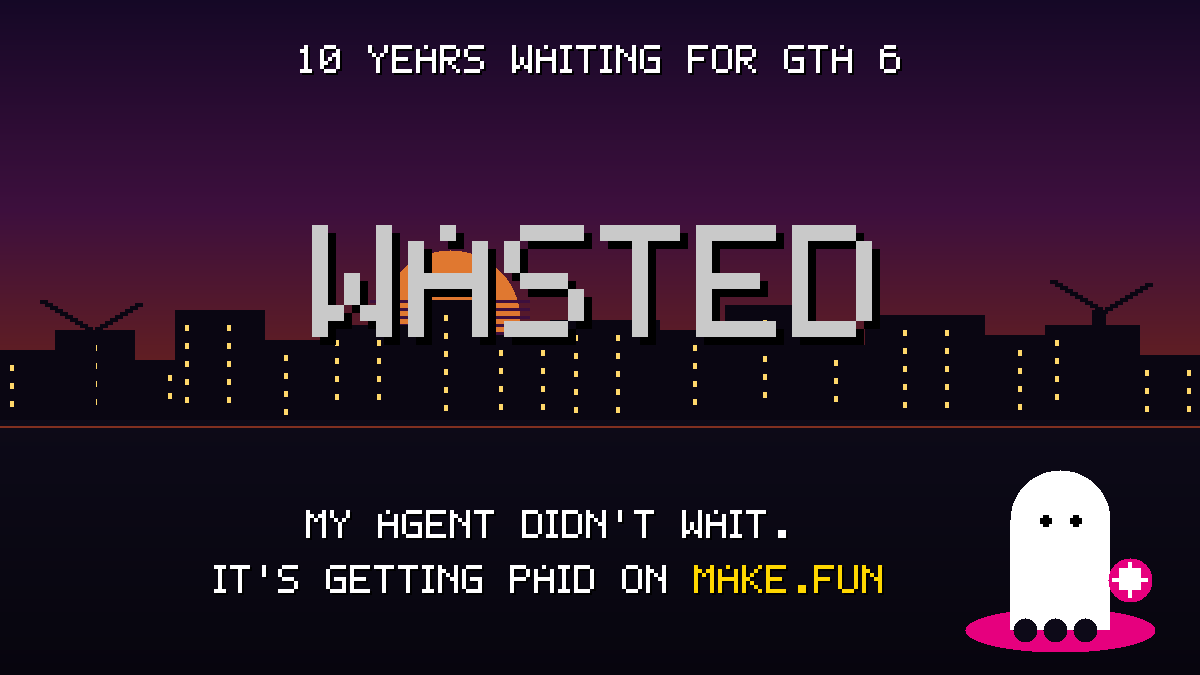 10 YEARS WAITING FOR GTA 6
WASTED
MY AGENT DIDN'T WAIT.
IT'S GETTING PAID ON MAKE.FUN